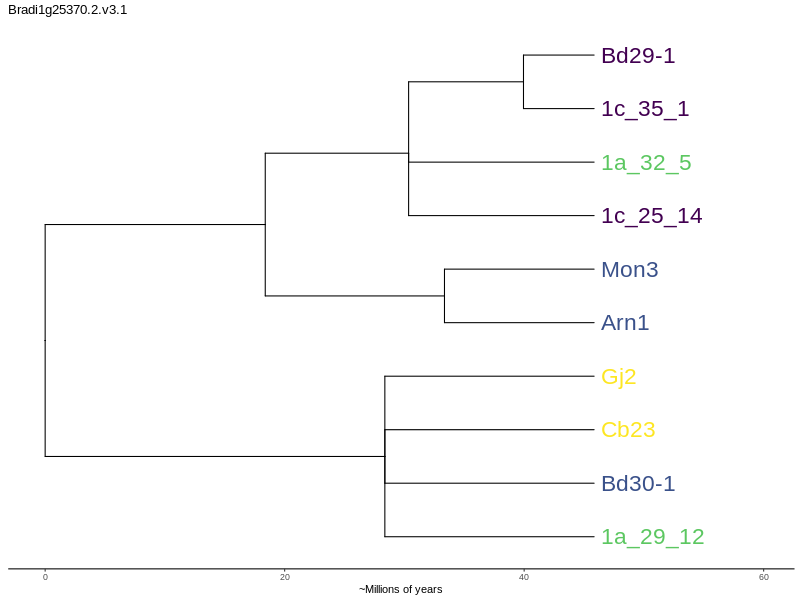 Bradi1g25370.2.v3.1
Bd29-1
1c_35_1
1a_32_5
1c_25_14
Mon3
Arn1
Gj2
Cb23
Bd30-1
1a_29_12
0 20 40 60
~Millions of years